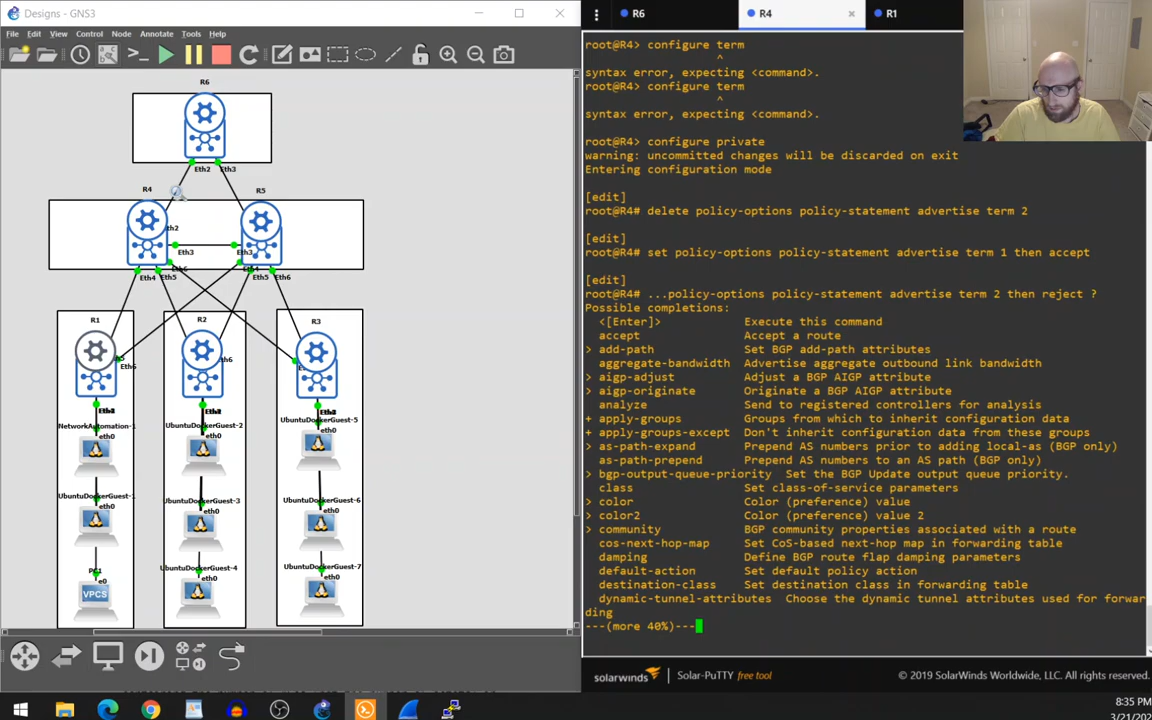 Designs - GNS3
File Edit View Control Node Annotate Tools Help
R6
Eth2 Eth3
R4 R5
Eth3
Eth4 Eth5 Eth5 Eth6
R1 R2 R3
NetworkAutomation-1
eth0
UbuntuDockerGuest-2
eth0
UbuntuDockerGuest-5
eth0
UbuntuDockerGuest-3
eth0
UbuntuDockerGuest-6
eth0
UbuntuDockerGuest-4
eth0
UbuntuDockerGuest-7
eth0
PC1
e0
VPCS
R6 R4 R1
root@R4> configure term
^
syntax error, expecting <command>.
root@R4> configure term
^
syntax error, expecting <command>.
root@R4> configure private
warning: uncommitted changes will be discarded on exit
Entering configuration mode
[edit]
root@R4# delete policy-options policy-statement advertise term 2
[edit]
root@R4# set policy-options policy-statement advertise term 1 then accept
[edit]
root@R4# ...policy-options policy-statement advertise term 2 then reject ?
Possible completions:
<[Enter]> Execute this command
accept Accept a route
> add-path Set BGP add-path attributes
aggregate-bandwidth Advertise aggregate outbound link bandwidth
> aigp-adjust Adjust a BGP AIGP attribute
> aigp-originate Originate a BGP AIGP attribute
analyze Send to registered controllers for analysis
+ apply-groups Groups from which to inherit configuration data
+ apply-groups-except Don't inherit configuration data from these groups
> as-path-expand Prepend AS numbers prior to adding local-as (BGP only)
as-path-prepend Prepend AS numbers to an AS path (BGP only)
> bgp-output-queue-priority Set the BGP Update output queue priority.
class Set class-of-service parameters
> color Color (preference) value
> color2 Color (preference) value 2
> community BGP community properties associated with a route
cos-next-hop-map Set CoS-based next-hop map in forwarding table
damping Define BGP route flap damping parameters
default-action Set default policy action
destination-class Set destination class in forwarding table
dynamic-tunnel-attributes Choose the dynamic tunnel attributes used for forwar
ding
---(more 40%)---
solarwinds Solar-PuTTY free tool © 2019 SolarWinds Worldwide, LLC. All rights reserved.
8:35 PM